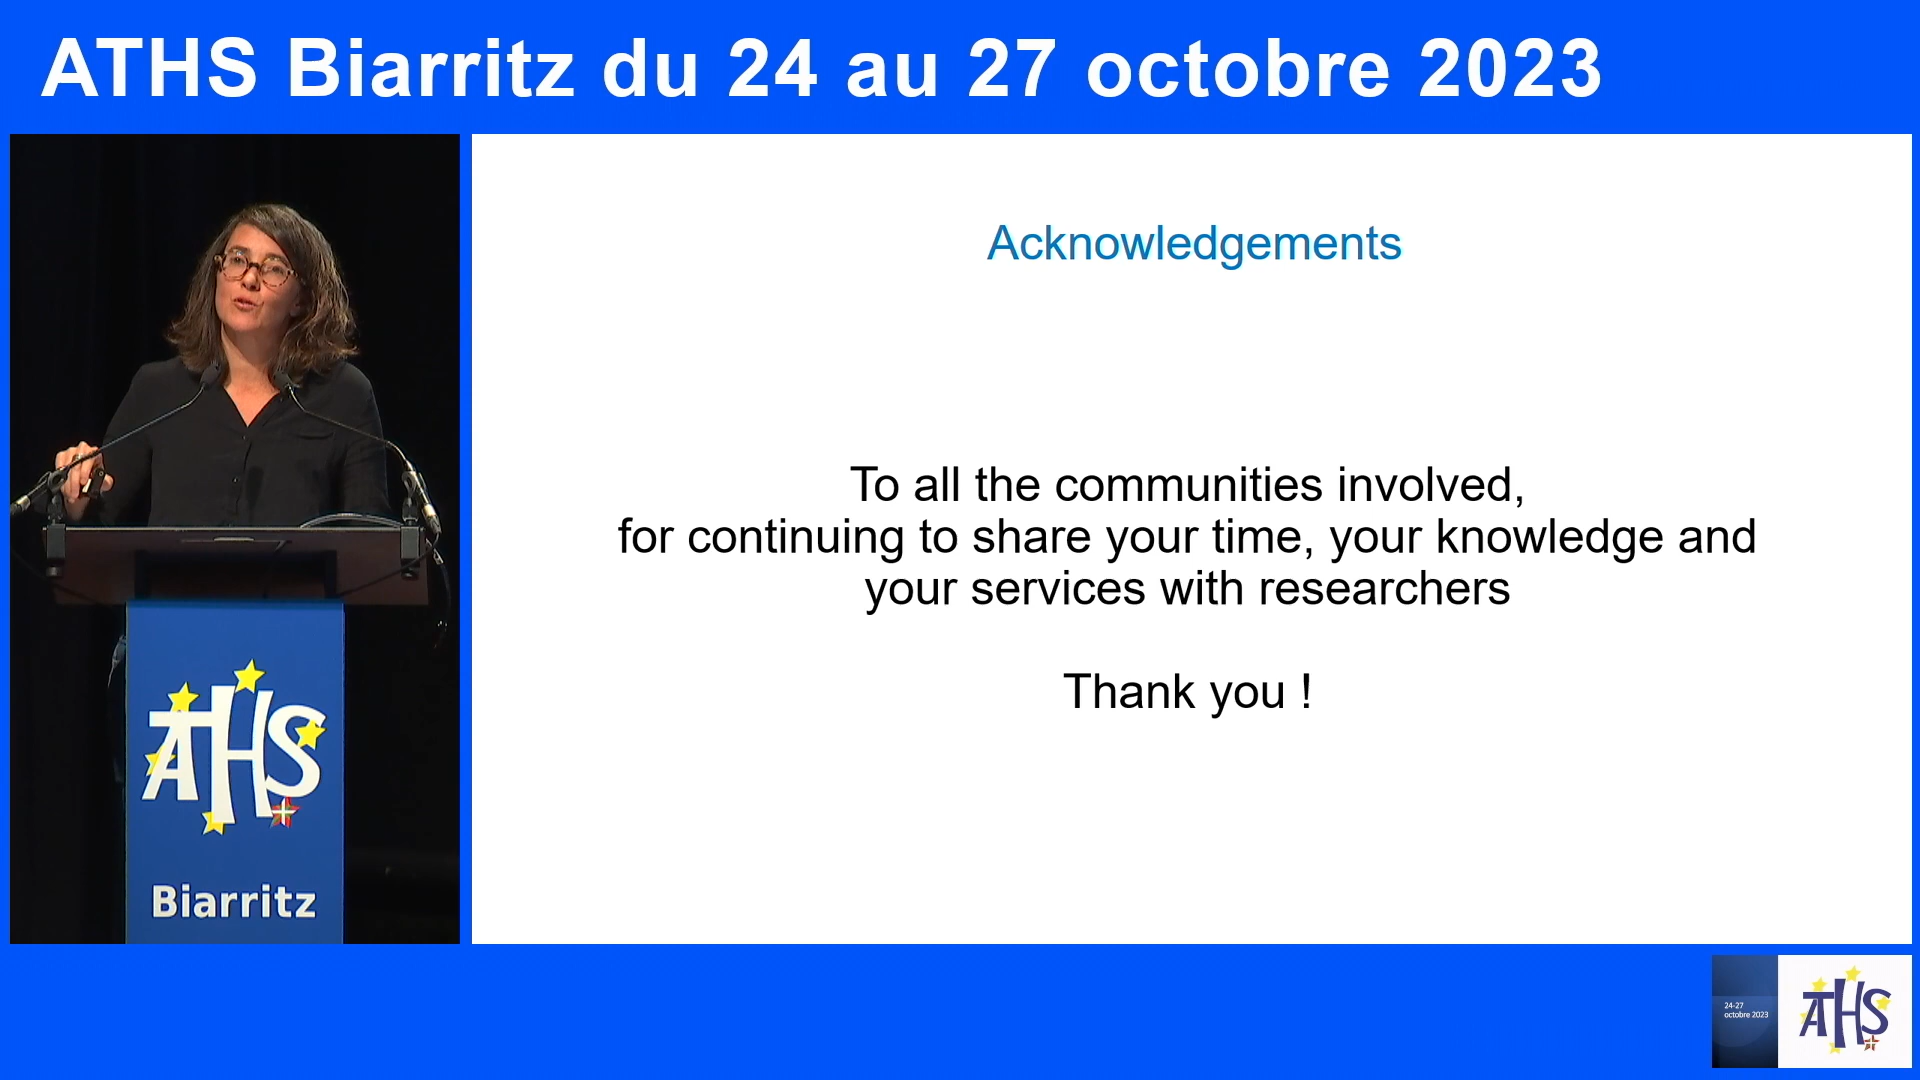 ATHS Biarritz du 24 au 27 octobre 2023
Acknowledgements
To all the communities involved,
for continuing to share your time, your knowledge and
your services with researchers
Thank you !
ATHS
Biarritz
24-27
octobre 2023
ATHS